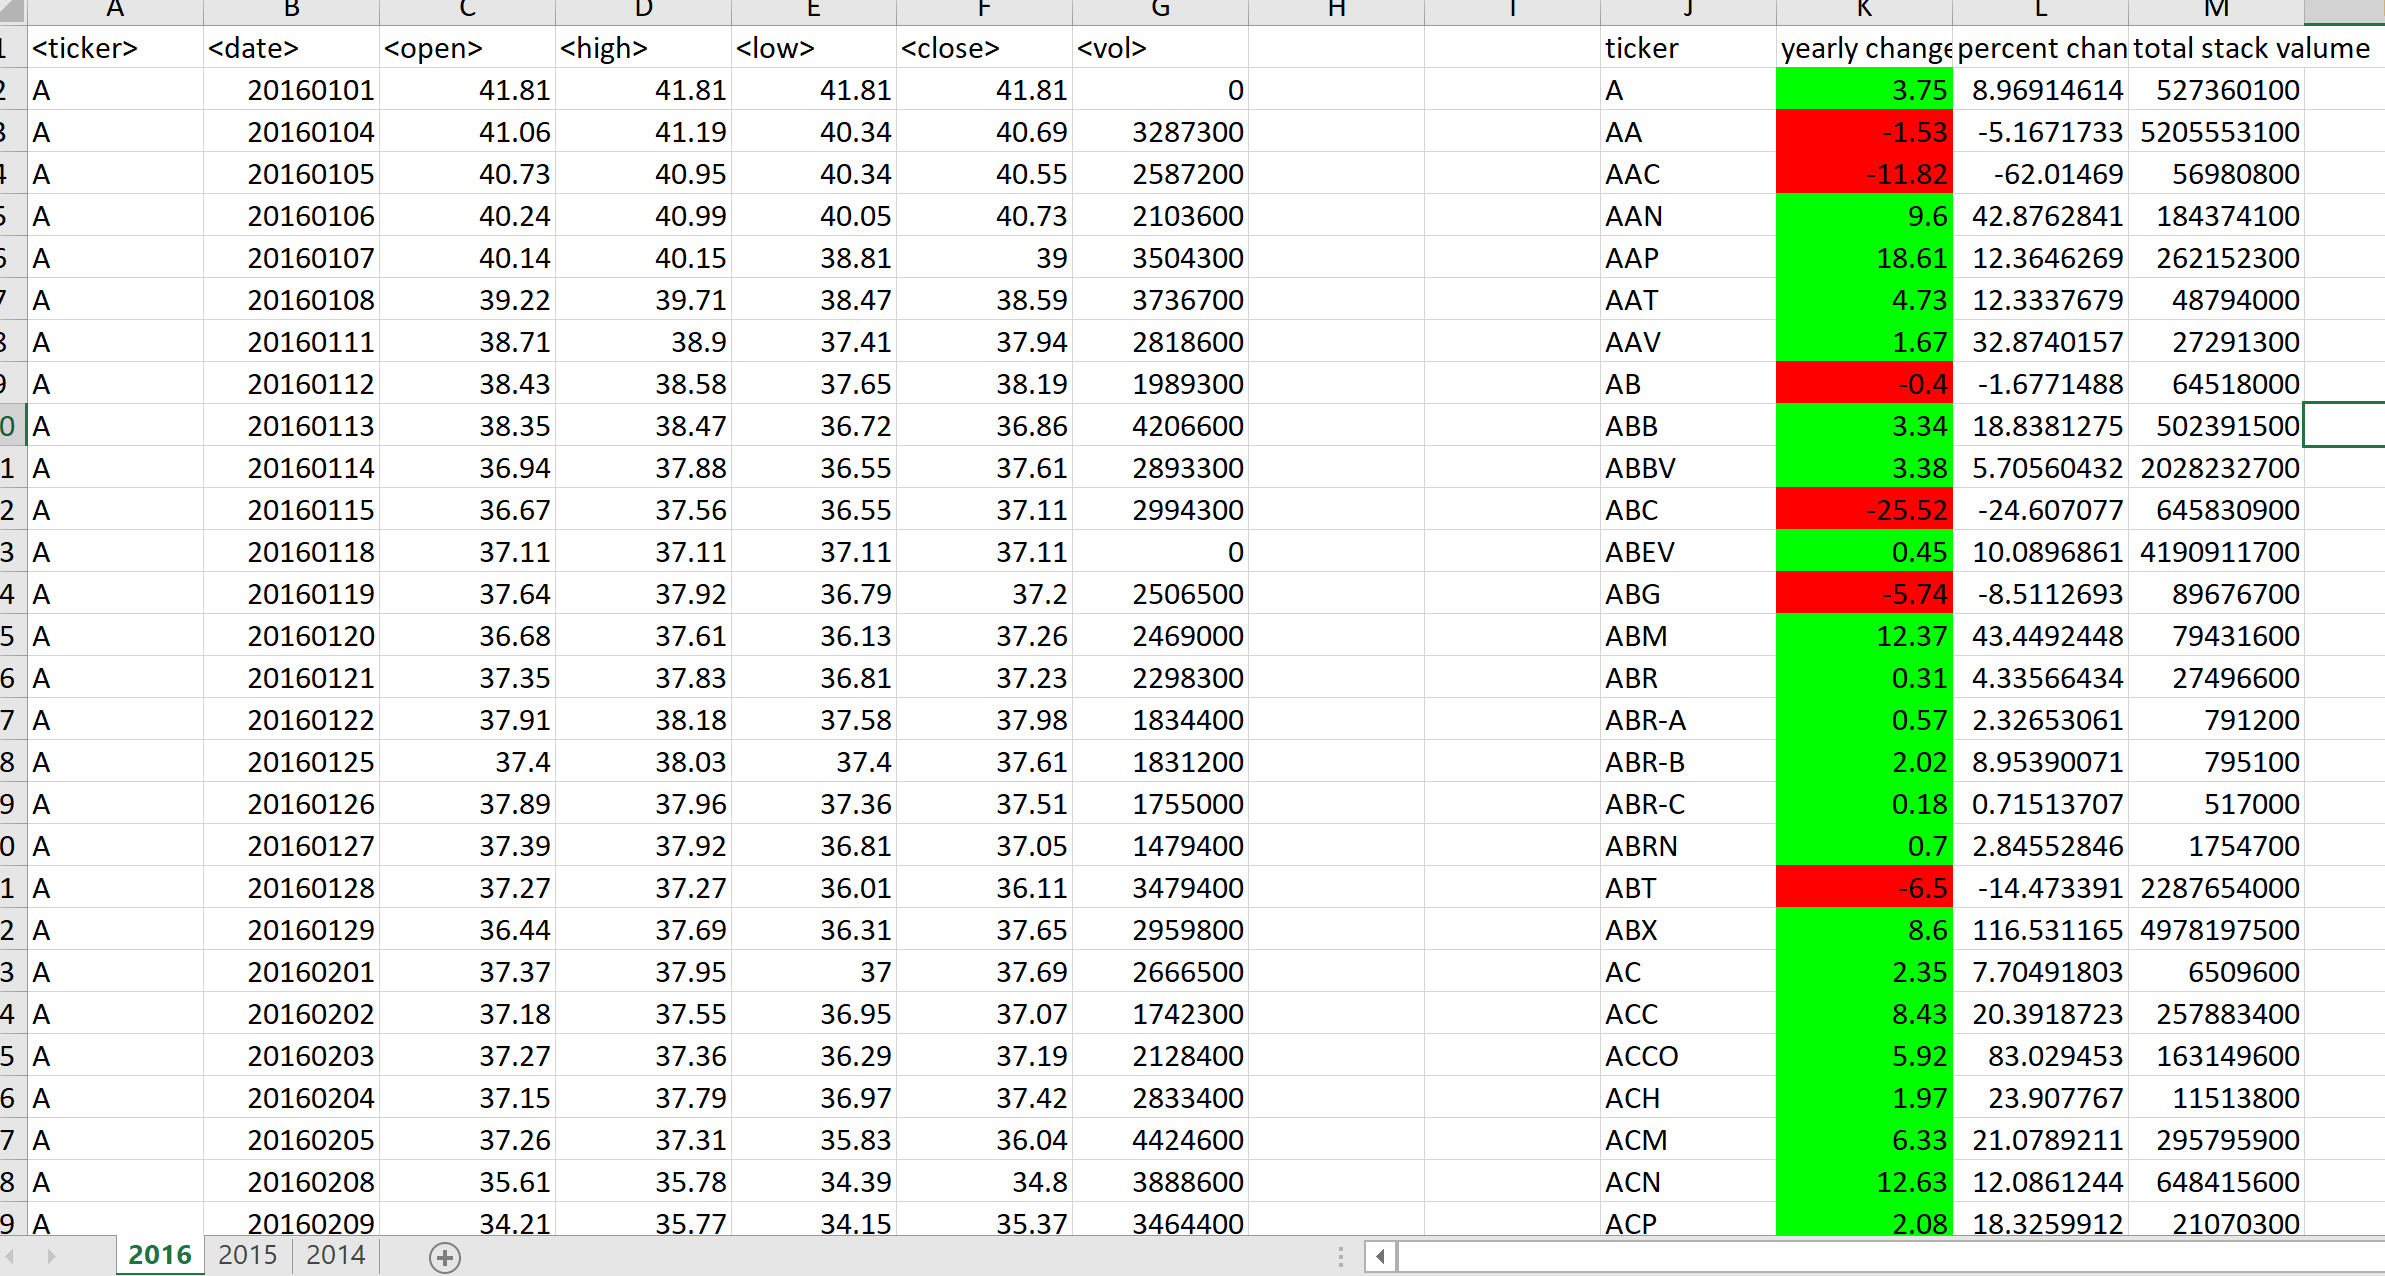 A B C D E F G H I J K L M
1 <ticker> <date> <open> <high> <low> <close> <vol> ticker yearly change percent chan total stack valume
2 A 20160101 41.81 41.81 41.81 41.81 0 A 3.75 8.96914614 527360100
3 A 20160104 41.06 41.19 40.34 40.69 3287300 AA -1.53 -5.1671733 5205553100
4 A 20160105 40.73 40.95 40.34 40.55 2587200 AAC -11.82 -62.01469 56980800
5 A 20160106 40.24 40.99 40.05 40.73 2103600 AAN 9.6 42.8762841 184374100
6 A 20160107 40.14 40.15 38.81 39 3504300 AAP 18.61 12.3646269 262152300
7 A 20160108 39.22 39.71 38.47 38.59 3736700 AAT 4.73 12.3337679 48794000
8 A 20160111 38.71 38.9 37.41 37.94 2818600 AAV 1.67 32.8740157 27291300
9 A 20160112 38.43 38.58 37.65 38.19 1989300 AB -0.4 -1.6771488 64518000
0 A 20160113 38.35 38.47 36.72 36.86 4206600 ABB 3.34 18.8381275 502391500
1 A 20160114 36.94 37.88 36.55 37.61 2893300 ABBV 3.38 5.70560432 2028232700
2 A 20160115 36.67 37.56 36.55 37.11 2994300 ABC -25.52 -24.607077 645830900
3 A 20160118 37.11 37.11 37.11 37.11 0 ABEV 0.45 10.0896861 4190911700
4 A 20160119 37.64 37.92 36.79 37.2 2506500 ABG -5.74 -8.5112693 89676700
5 A 20160120 36.68 37.61 36.13 37.26 2469000 ABM 12.37 43.4492448 79431600
6 A 20160121 37.35 37.83 36.81 37.23 2298300 ABR 0.31 4.33566434 27496600
7 A 20160122 37.91 38.18 37.58 37.98 1834400 ABR-A 0.57 2.32653061 791200
8 A 20160125 37.4 38.03 37.4 37.61 1831200 ABR-B 2.02 8.95390071 795100
9 A 20160126 37.89 37.96 37.36 37.51 1755000 ABR-C 0.18 0.71513707 517000
0 A 20160127 37.39 37.92 36.81 37.05 1479400 ABRN 0.7 2.84552846 1754700
1 A 20160128 37.27 37.27 36.01 36.11 3479400 ABT -6.5 -14.473391 2287654000
2 A 20160129 36.44 37.69 36.31 37.65 2959800 ABX 8.6 116.531165 4978197500
3 A 20160201 37.37 37.95 37 37.69 2666500 AC 2.35 7.70491803 6509600
4 A 20160202 37.18 37.55 36.95 37.07 1742300 ACC 8.43 20.3918723 257883400
5 A 20160203 37.27 37.36 36.29 37.19 2128400 ACCO 5.92 83.029453 163149600
6 A 20160204 37.15 37.79 36.97 37.42 2833400 ACH 1.97 23.907767 11513800
7 A 20160205 37.26 37.31 35.83 36.04 4424600 ACM 6.33 21.0789211 295795900
8 A 20160208 35.61 35.78 34.39 34.8 3888600 ACN 12.63 12.0861244 648415600
9 A 20160209 34.21 35.77 34.15 35.37 3464400 ACP 2.08 18.3259912 21070300
2016 2015 2014